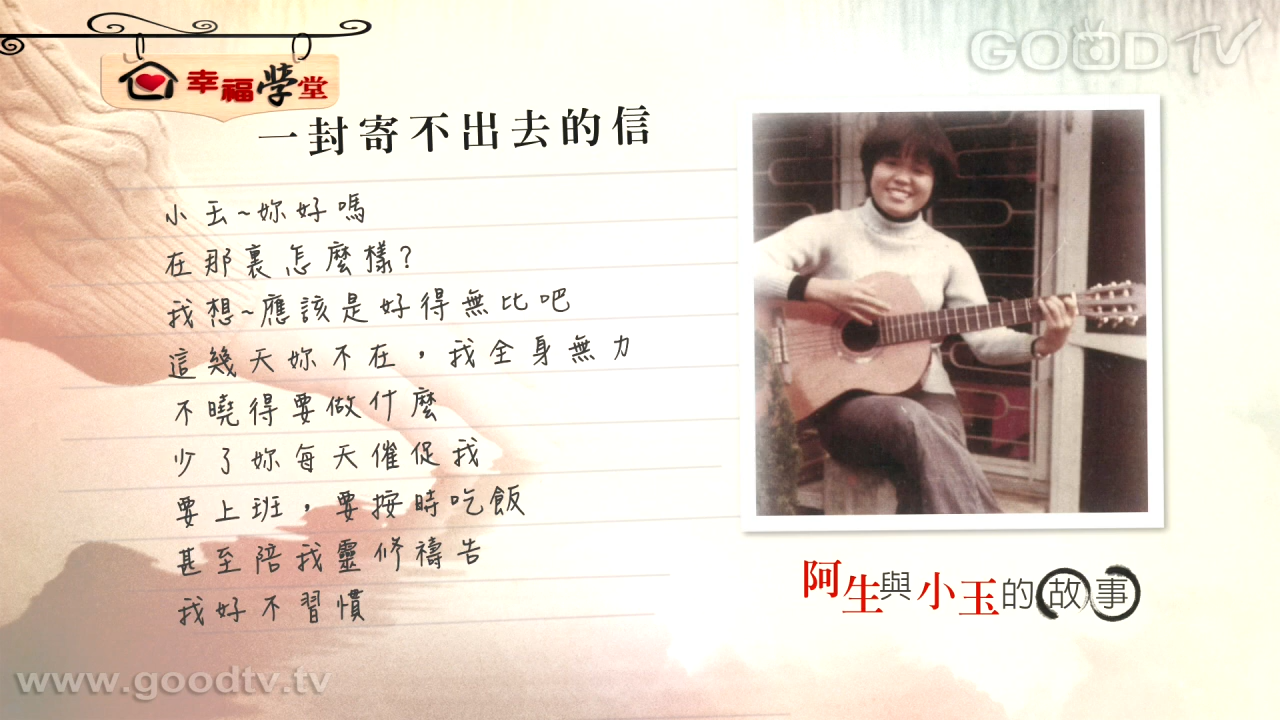 GOODTV
幸福學堂
一封寄不出去的信
小玉~妳好嗎
在那裏怎麼樣?
我想~應該是好得無比吧
這幾天妳不在，我全身無力
不曉得要做什麼
少了妳每天催促我
要上班，要按時吃飯
甚至陪我靈修禱告
我好不習慣
阿生與小玉的故事
www.goodtv.tv